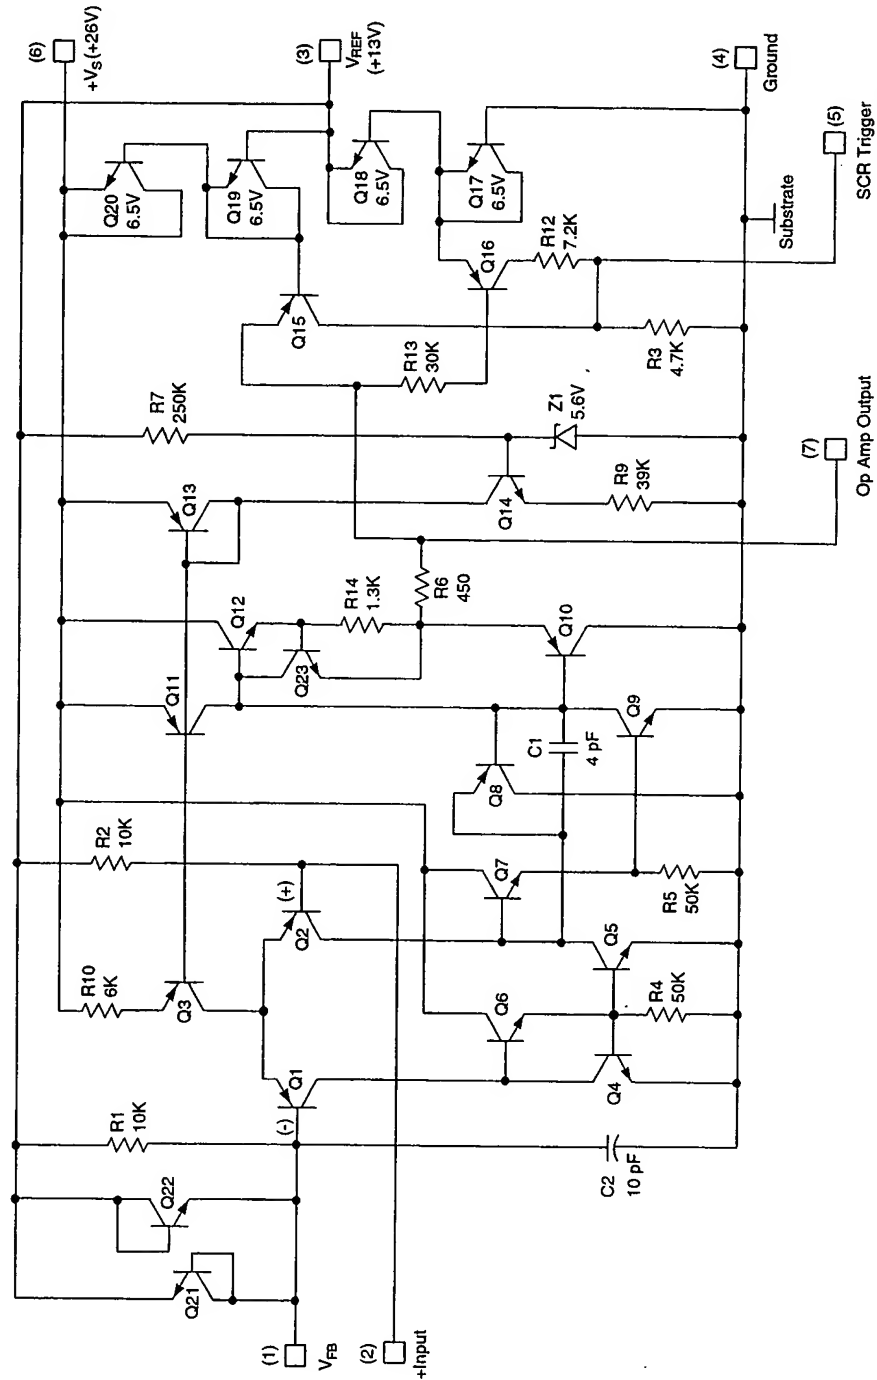 (6)
+VS (+26V)
(3)
VREF
(+13V)
(4)
Ground
(5)
SCR Trigger
Substrate
Q20
6.5V
Q19
6.5V
Q18
6.5V
Q17
6.5V
Q16
R12
7.2K
Q15
R13
30K
R3
4.7K
R7
250K
Z1
5.6V
(7)
Op Amp Output
Q13
Q14
R9
39K
Q12
R14
1.3K
R6
450
Q23
Q10
Q11
C1
4 pF
Q9
Q8
R2
10K
(+)
Q2
Q7
R5
50K
R10
6K
Q3
Q5
Q6
R4
50K
Q1
(-)
Q4
R1
10K
C2
10 pF
Q22
Q21
(1)
VFB
(2)
+Input